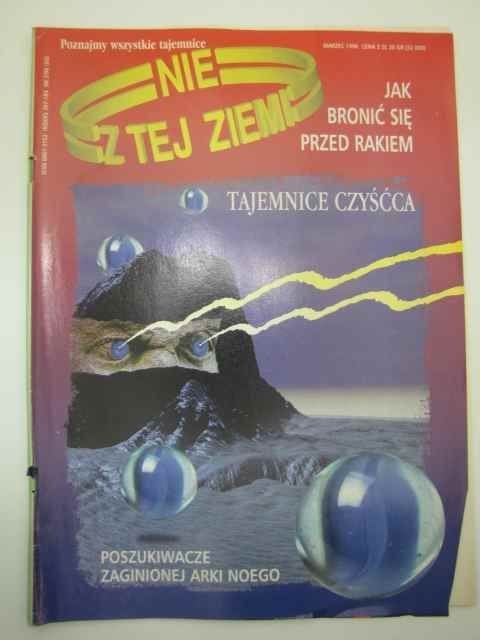 Poznajmy wszystkie tajemnice
NIE
Z TEJ ZIEMI
JAK
BRONIĆ SIĘ
PRZED RAKIEM
TAJEMNICE CZYŚĆCA
POSZUKIWACZE
ZAGINIONEJ ARKI NOEGO